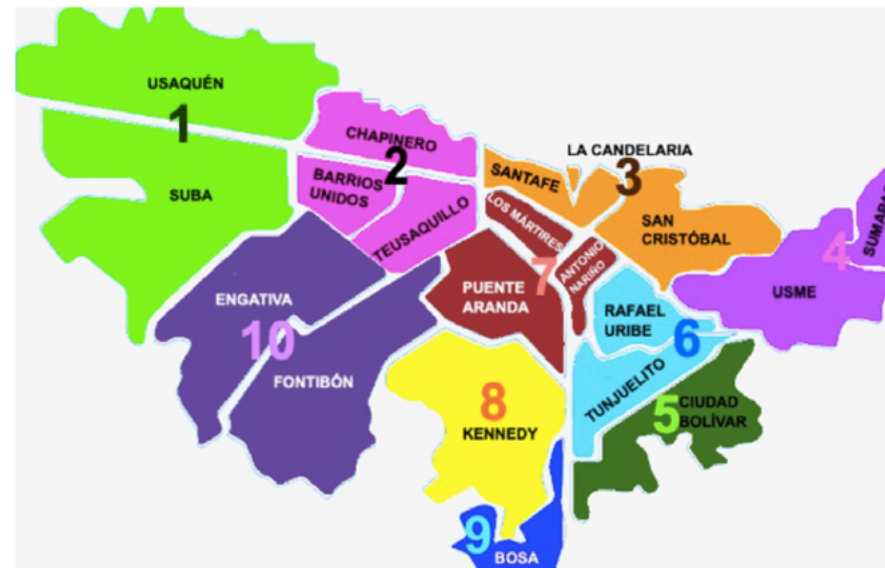 USAQUÉN
1
SUBA
CHAPINERO
2
BARRIOS
UNIDOS
TEUSAQUILLO
LA CANDELARIA
3
SANTAFE
SAN
CRISTÓBAL
LOS MÁRTIRES
7
ANTONIO
NARIÑO
PUENTE
ARANDA
SUMAPA
4
USME
ENGATIVA
10
FONTIBÓN
RAFAEL
URIBE
6
TUNJUELITO
5
CIUDAD
BOLÍVAR
8
KENNEDY
9
BOSA